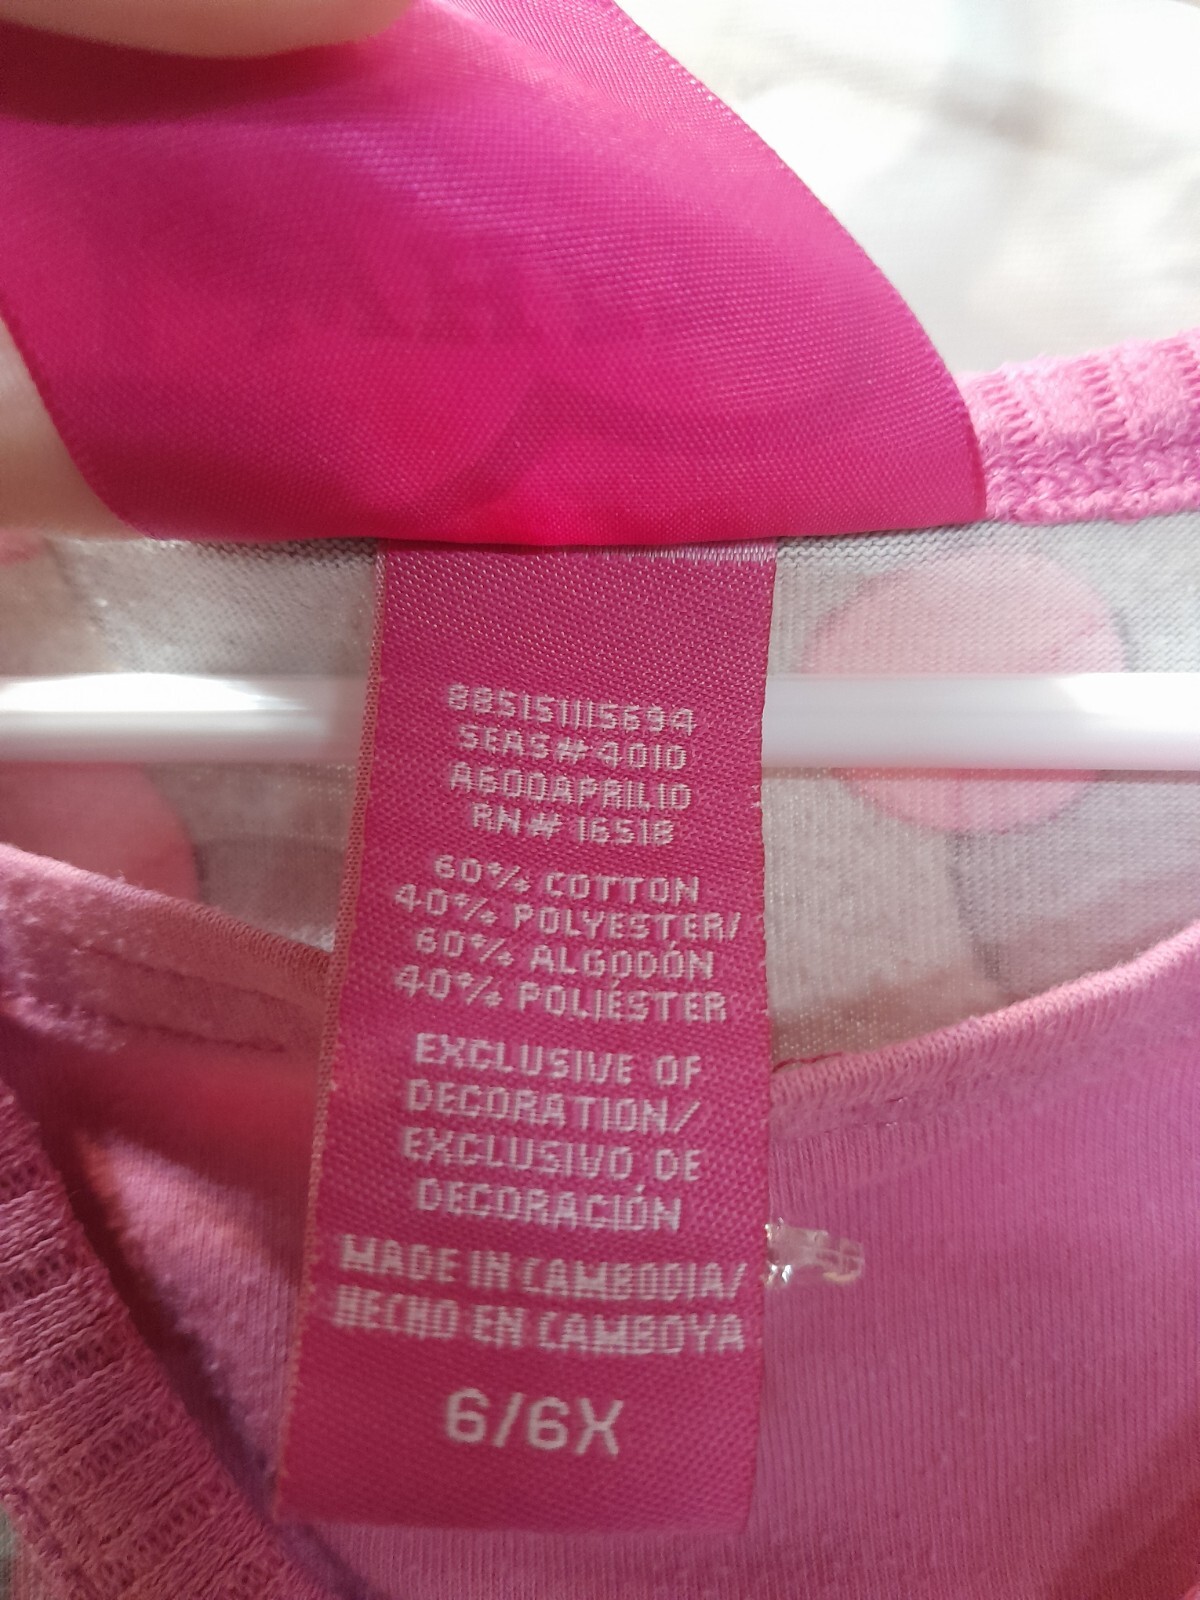 885151115694
SEAS# 4010
A600APRIL10
RN# 16518
60% COTTON
40% POLYESTER/
60% ALGODÓN
40% POLIÉSTER
EXCLUSIVE OF
DECORATION/
EXCLUSIVO DE
DECORACIÓN
MADE IN CAMBODIA/
HECHO EN CAMBOYA
6/6X